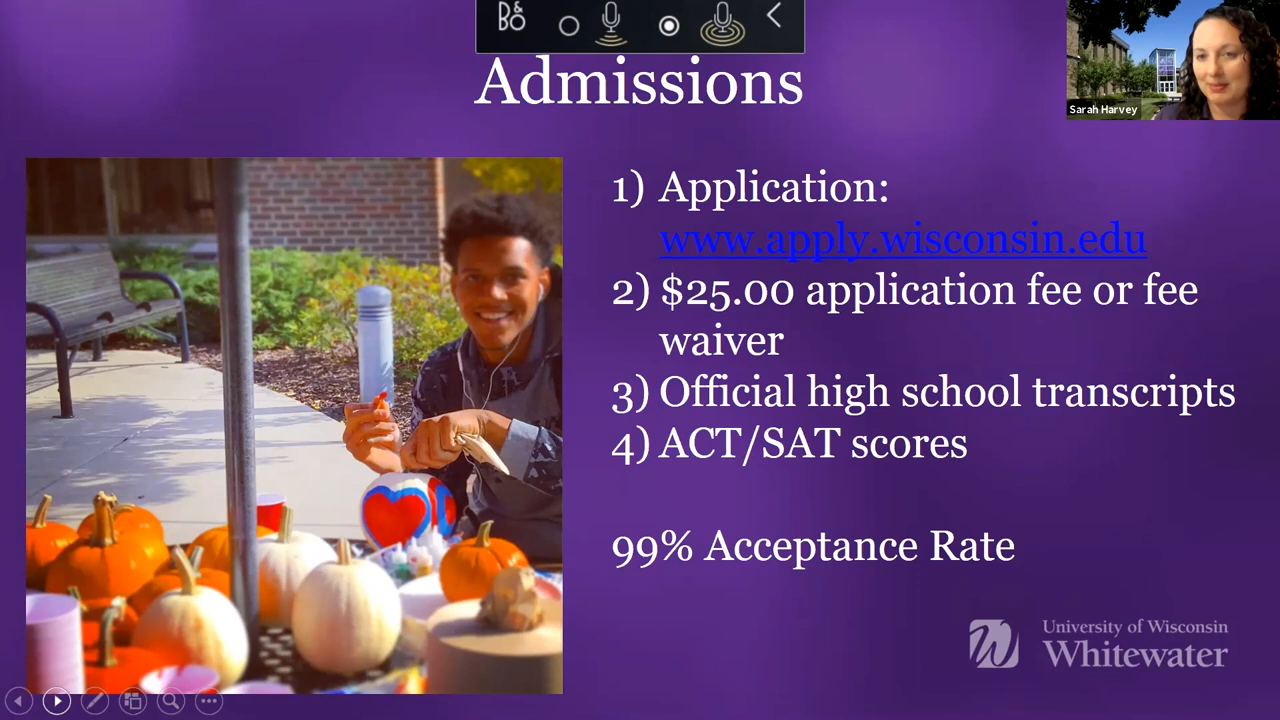 B&O
Admissions
Sarah Harvey
1) Application:
www.apply.wisconsin.edu
2) $25.00 application fee or fee
waiver
3) Official high school transcripts
4) ACT/SAT scores
99% Acceptance Rate
University of Wisconsin
Whitewater